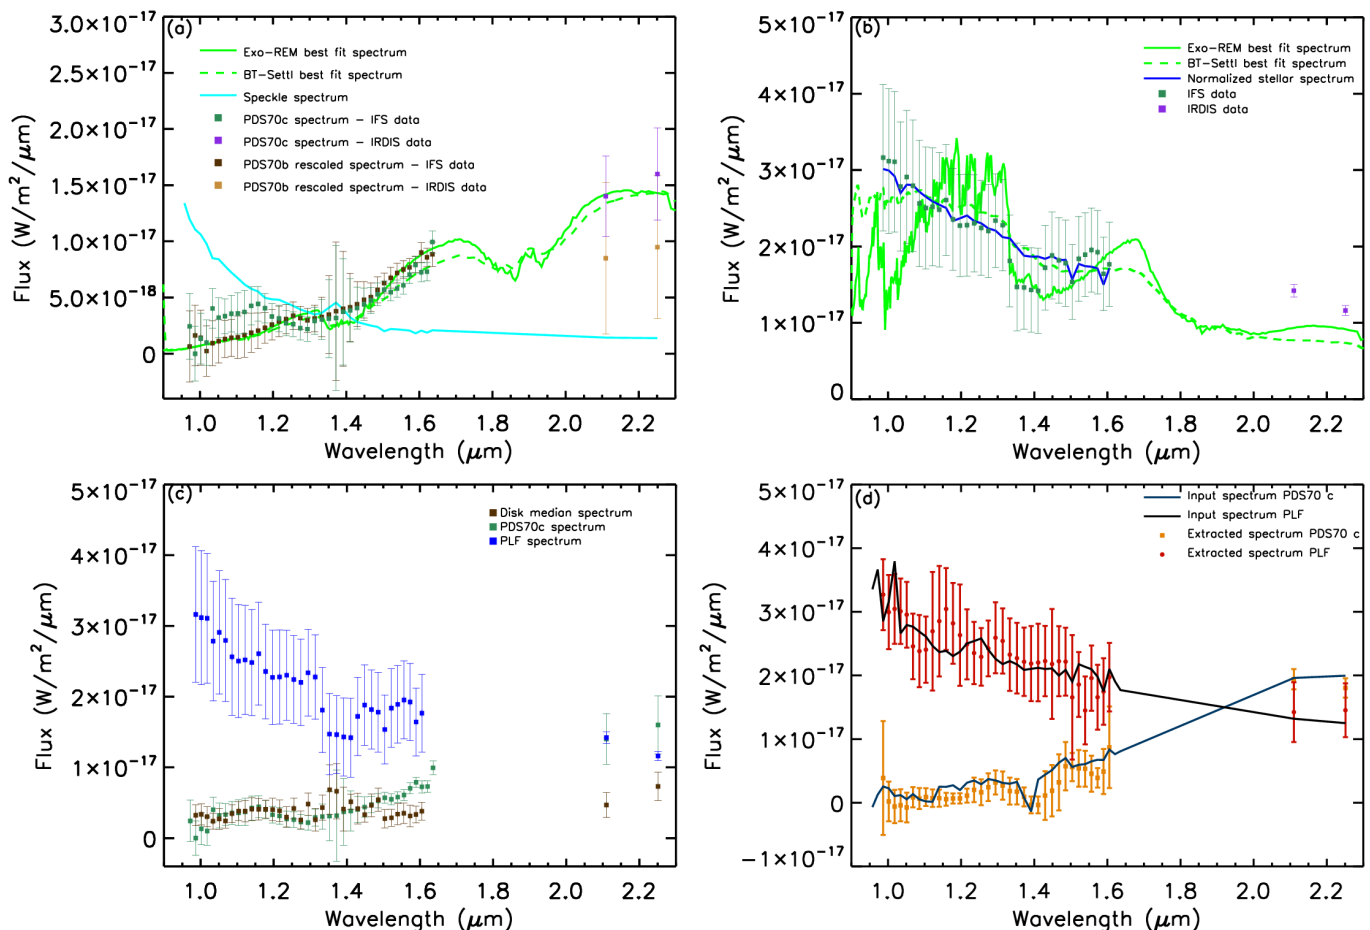 (a)
Exo-REM best fit spectrum
BT-Settl best fit spectrum
Speckle spectrum
PDS70c spectrum - IFS data
PDS70c spectrum - IRDIS data
PDS70b rescaled spectrum - IFS data
PDS70b rescaled spectrum - IRDIS data
3.0×10⁻¹⁷
2.5×10⁻¹⁷
2.0×10⁻¹⁷
1.5×10⁻¹⁷
1.0×10⁻¹⁷
5.0×10⁻¹⁸
0
Flux (W/m²/μm)
1.0 1.2 1.4 1.6 1.8 2.0 2.2
Wavelength (μm)
(b)
Exo-REM best fit spectrum
BT-Settl best fit spectrum
Normalized stellar spectrum
IFS data
IRDIS data
5×10⁻¹⁷
4×10⁻¹⁷
3×10⁻¹⁷
2×10⁻¹⁷
1×10⁻¹⁷
0
Flux (W/m²/μm)
1.0 1.2 1.4 1.6 1.8 2.0 2.2
Wavelength (μm)
(c)
Disk median spectrum
PDS70c spectrum
PLF spectrum
5×10⁻¹⁷
4×10⁻¹⁷
3×10⁻¹⁷
2×10⁻¹⁷
1×10⁻¹⁷
0
Flux (W/m²/μm)
1.0 1.2 1.4 1.6 1.8 2.0 2.2
Wavelength (μm)
(d)
Input spectrum PDS70 c
Input spectrum PLF
Extracted spectrum PDS70 c
Extracted spectrum PLF
5×10⁻¹⁷
4×10⁻¹⁷
3×10⁻¹⁷
2×10⁻¹⁷
1×10⁻¹⁷
0
-1×10⁻¹⁷
Flux (W/m²/μm)
1.0 1.2 1.4 1.6 1.8 2.0 2.2
Wavelength (μm)